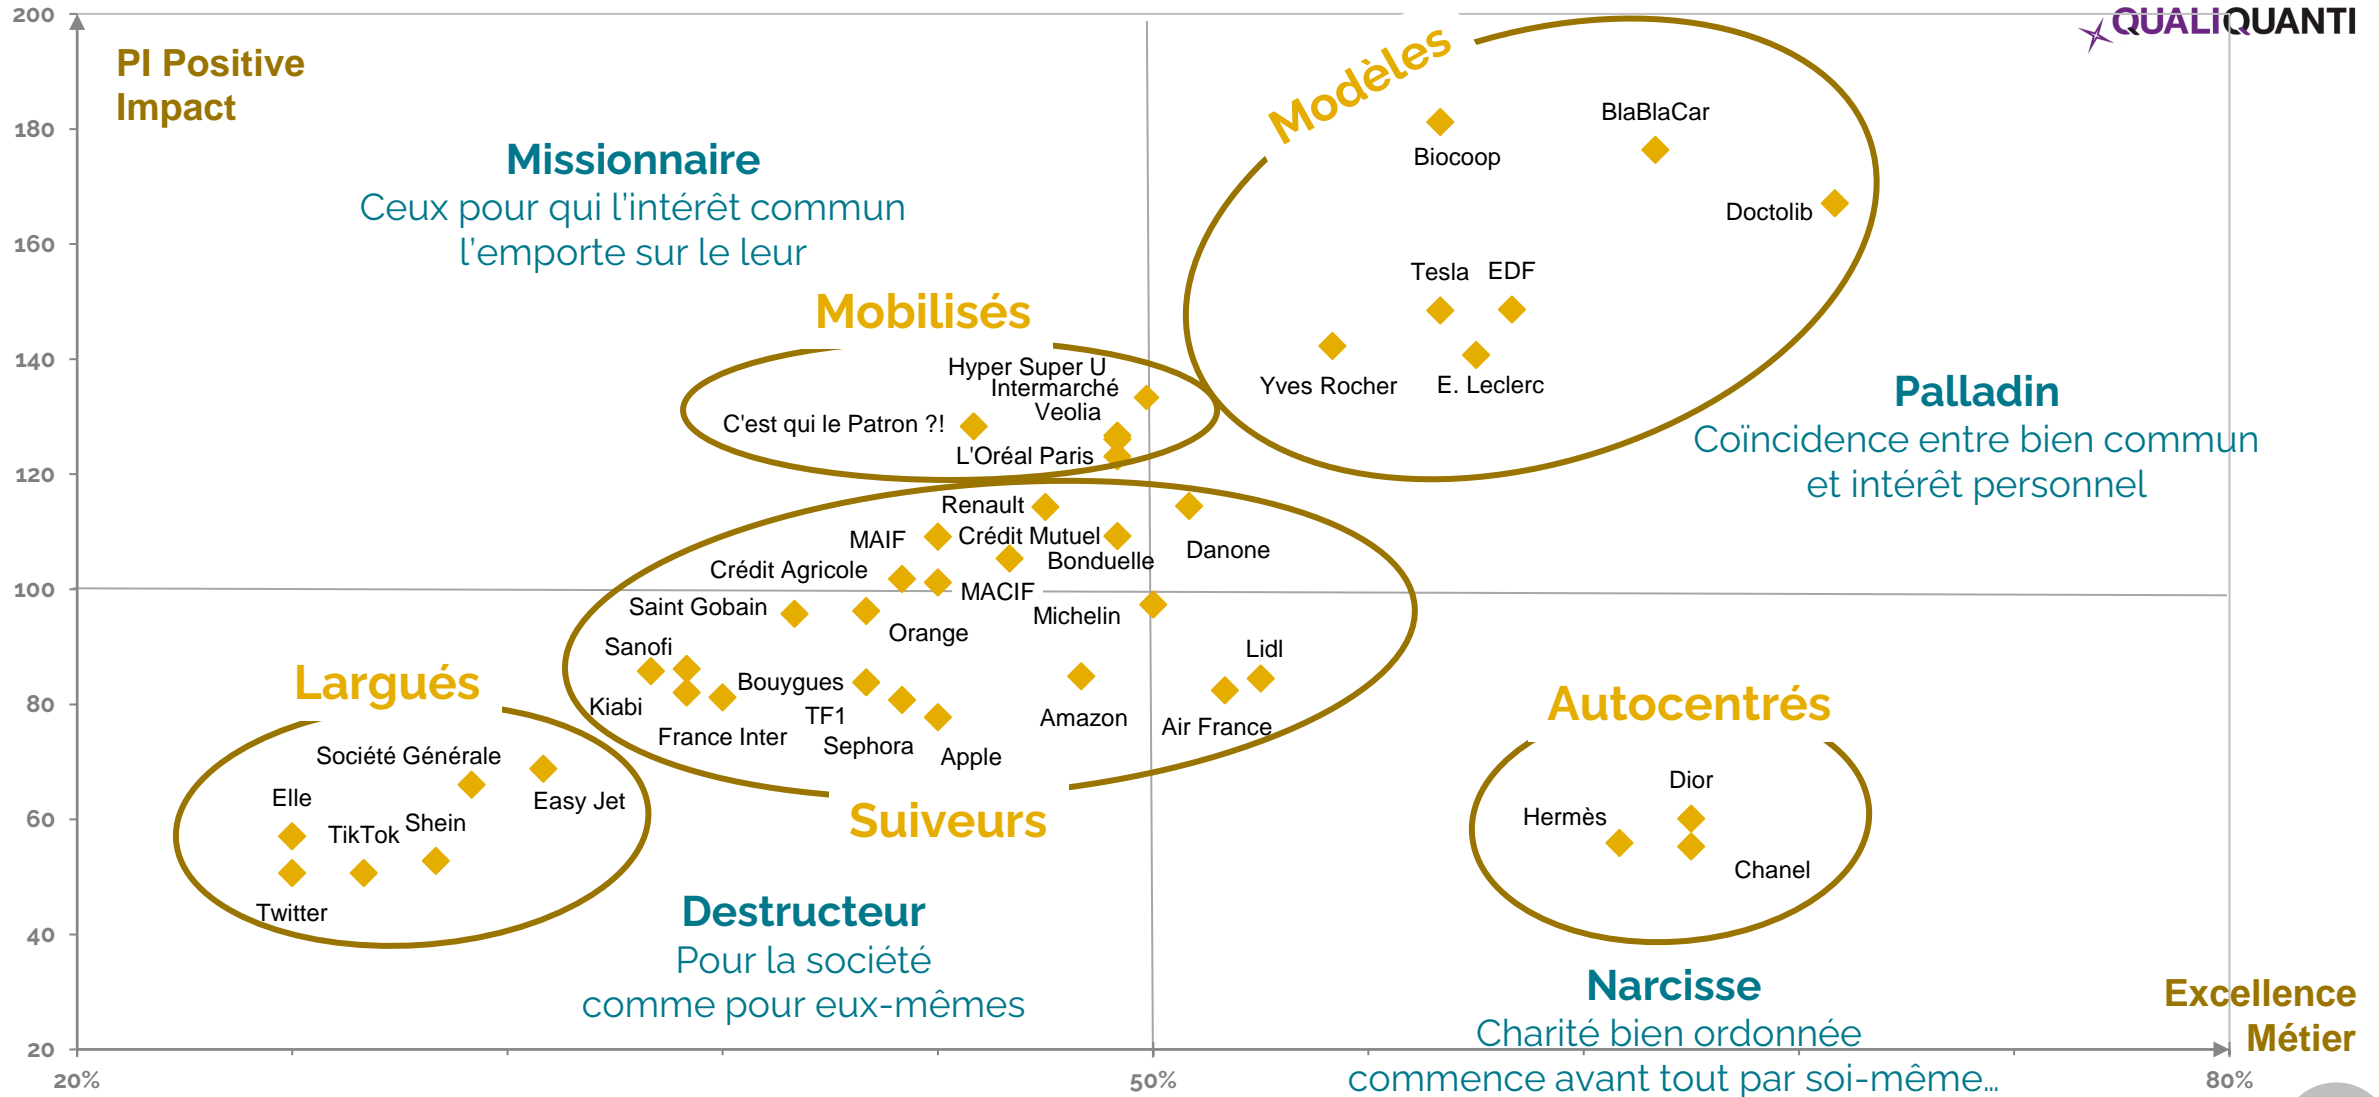 200
QUALIQUANTI
PI Positive
Impact
Modèles
180
BlaBlaCar
Biocoop
Missionnaire
Ceux pour qui l'intérêt commun
l'emporte sur le leur
160
Doctolib
Tesla
EDF
Mobilisés
140
Hyper Super U
Intermarché
Veloia
C'est qui le Patron ?!
L'Oréal Paris
Yves Rocher
E. Leclerc
Palladin
Coïncidence entre bien commun
et intérêt personnel
120
Renault
MAIF
Crédit Mutuel
Bonduelle
Danone
Crédit Agricole
100
MACIF
Saint Gobain
Orange
Michelin
Sanofi
Lidl
Largués
Bouygues
Autocentrés
80
Kiabi
TF1
Amazon
Air France
France Inter
Sephora
Apple
Société Générale
Easy Jet
Elle
TikTok
Shein
Dior
Hermès
60
Suiveurs
Chanel
Twitter
Destructeur
Pour la société
comme pour eux-mêmes
40
Narcisse
Charité bien ordonnée
commence avant tout par soi-même...
Excellence
Métier
20
20%
50%
80%